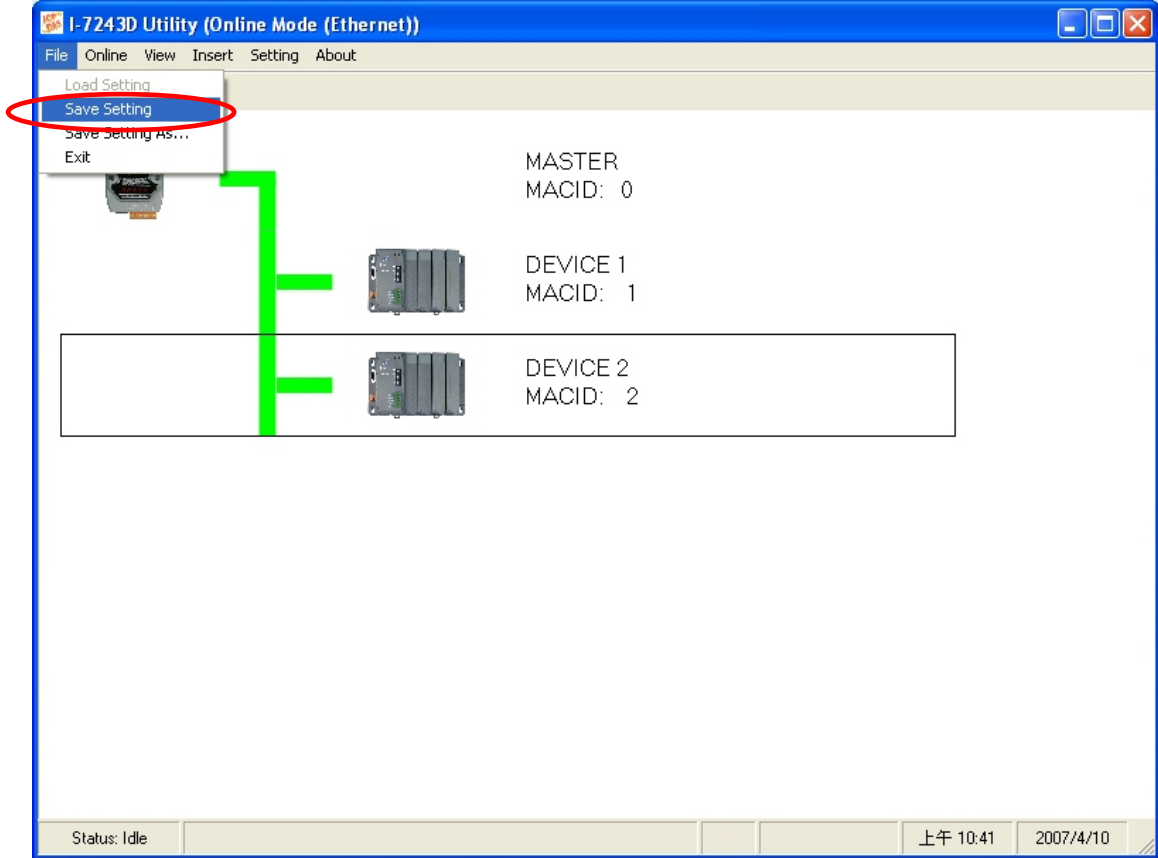 I-7243D Utility (Online Mode (Ethernet))
File Online View Insert Setting About
Load Setting
Save Setting
Save Setting As...
Exit
MASTER
MACID: 0
DEVICE 1
MACID: 1
DEVICE 2
MACID: 2
Status: Idle
上午 10:41
2007/4/10